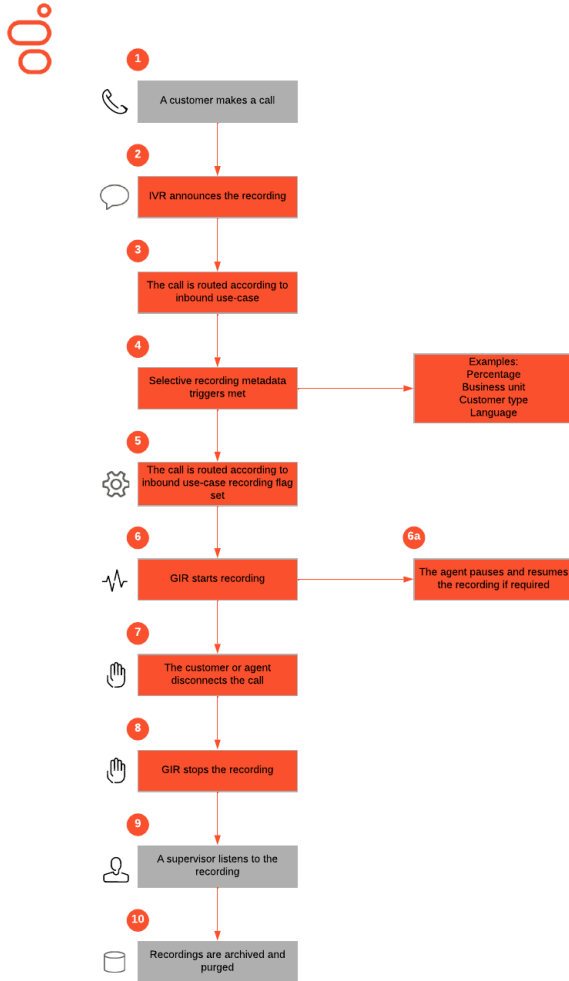 1
A customer makes a call
2
IVR announces the recording
3
The call is routed according to
inbound use-case
4
Selective recording metadata
triggers met
Examples:
Percentage
Business unit
Customer type
Language
5
The call is routed according to
inbound use-case recording flag
set
6
GIR starts recording
6a
The agent pauses and resumes
the recording if required
7
The customer or agent
disconnects the call
8
GIR stops the recording
9
A supervisor listens to the
recording
10
Recordings are archived and
purged